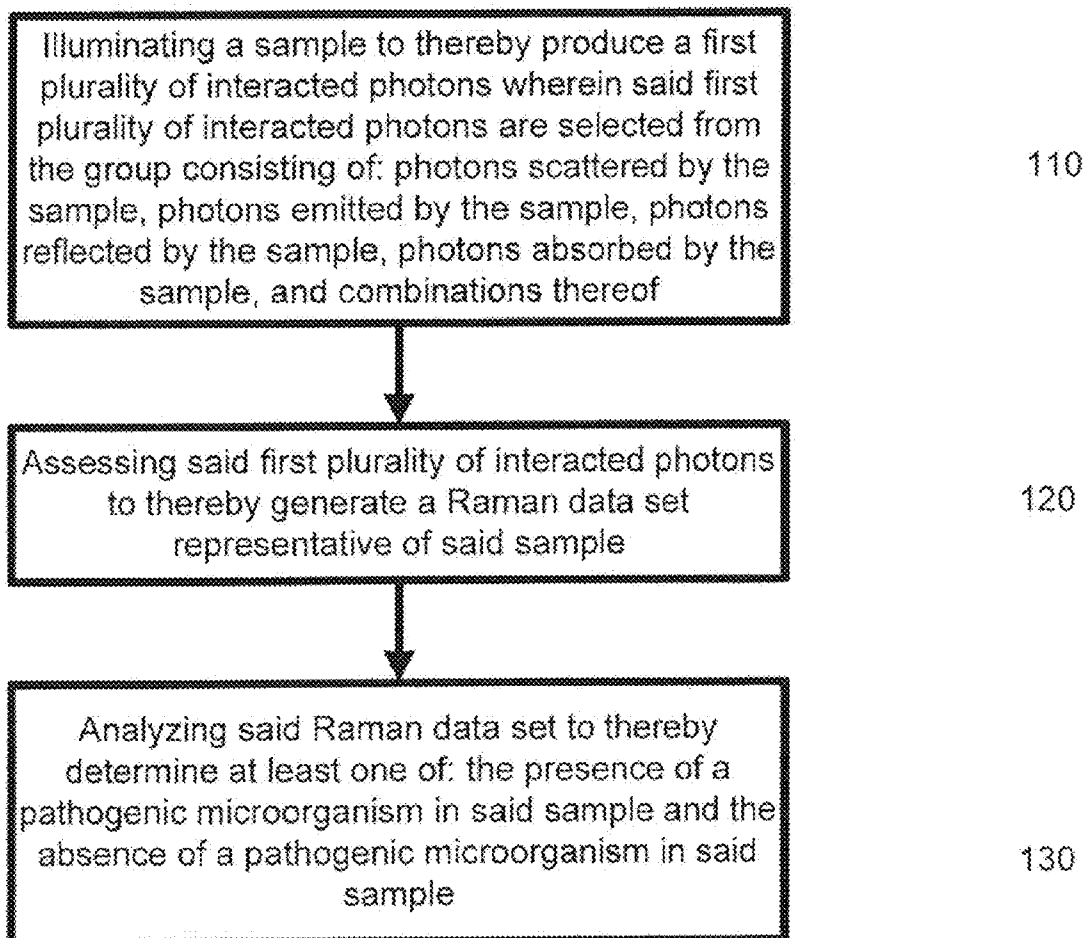 Illuminating a sample to thereby produce a first
plurality of interacted photons wherein said first
plurality of interacted photons are selected from
the group consisting of: photons scattered by the
sample, photons emitted by the sample, photons
reflected by the sample, photons absorbed by the
sample, and combinations thereof
110
Assessing said first plurality of interacted photons
to thereby generate a Raman data set
representative of said sample
120
Analyzing said Raman data set to thereby
determine at least one of: the presence of a
pathogenic microorganism in said sample and the
absence of a pathogenic microorganism in said
sample
130